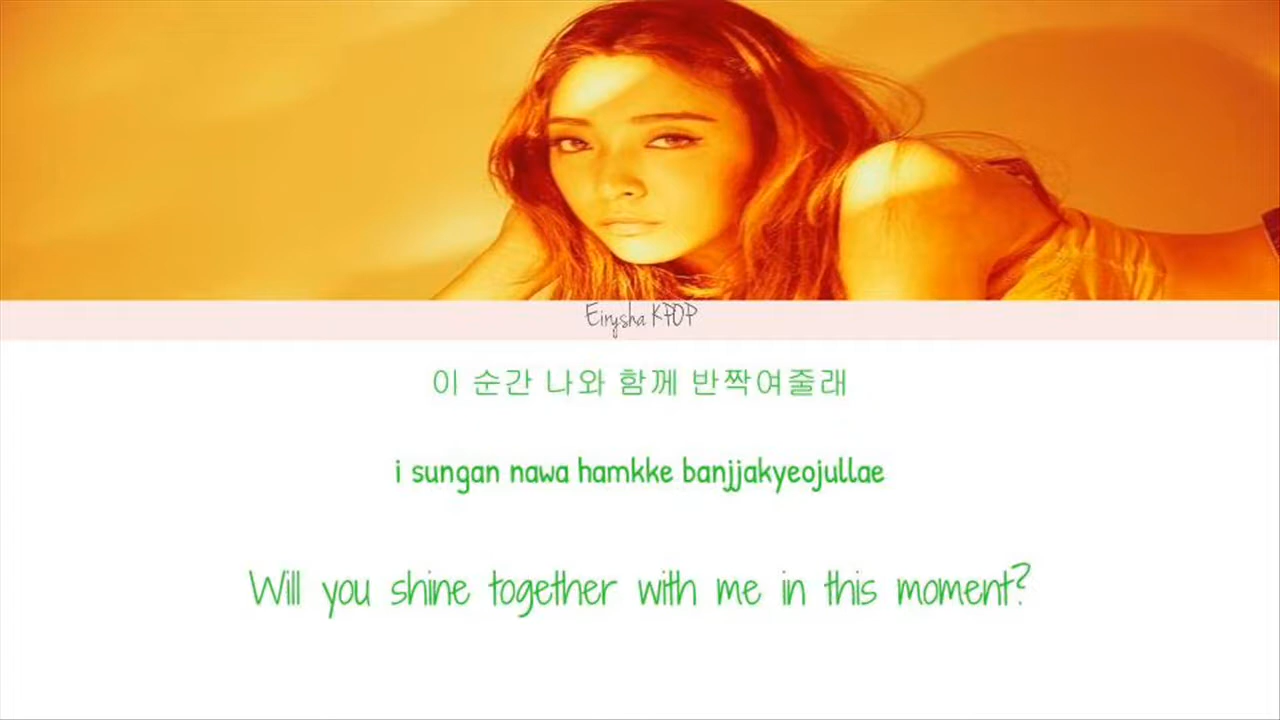 Eirysha KPOP
이 순간 나와 함께 반짝여줄래
i sungan nawa hamkke banjjakyeojullae
Will you shine together with me in this moment?